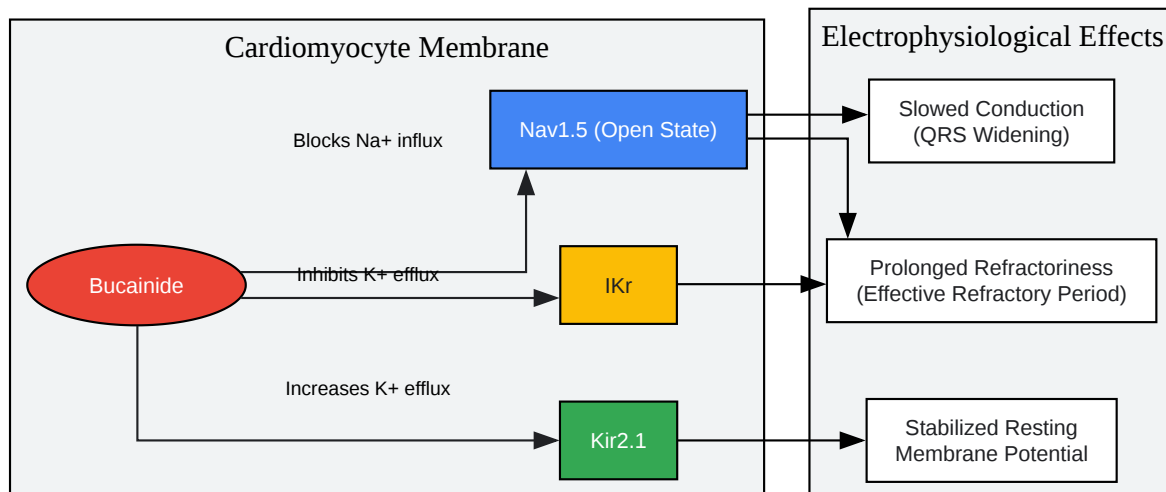 Cardiomyocyte Membrane
Electrophysiological Effects
Blocks Na+ influx
Nav1.5 (Open State)
Slowed Conduction
(QRS Widening)
Bucainide
Inhibits K+ efflux
IKr
Prolonged Refractoriness
(Effective Refractory Period)
Increases K+ efflux
Kir2.1
Stabilized Resting
Membrane Potential